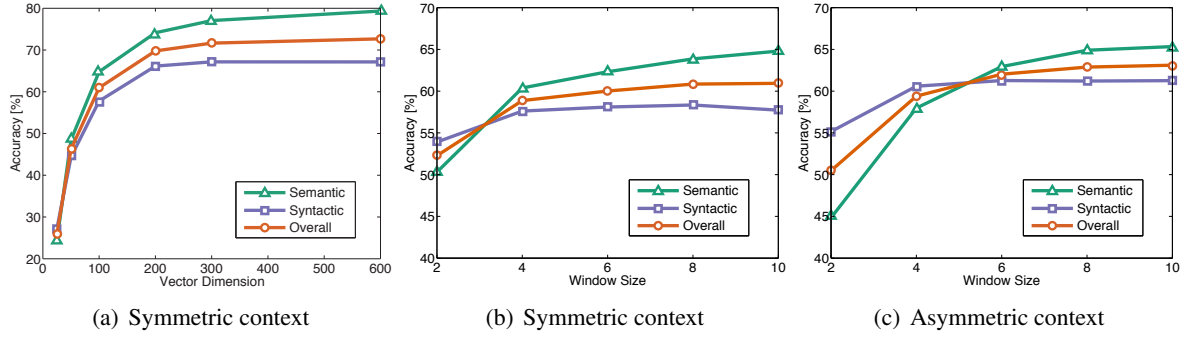 80
70
60
50
40
30
20
0
100
200
300
400
500
600
Accuracy [%]
Vector Dimension
Semantic
Syntactic
Overall
(a) Symmetric context
70
65
60
55
50
45
40
2
4
6
8
10
Accuracy [%]
Window Size
Semantic
Syntactic
Overall
(b) Symmetric context
70
65
60
55
50
45
40
2
4
6
8
10
Accuracy [%]
Window Size
Semantic
Syntactic
Overall
(c) Asymmetric context